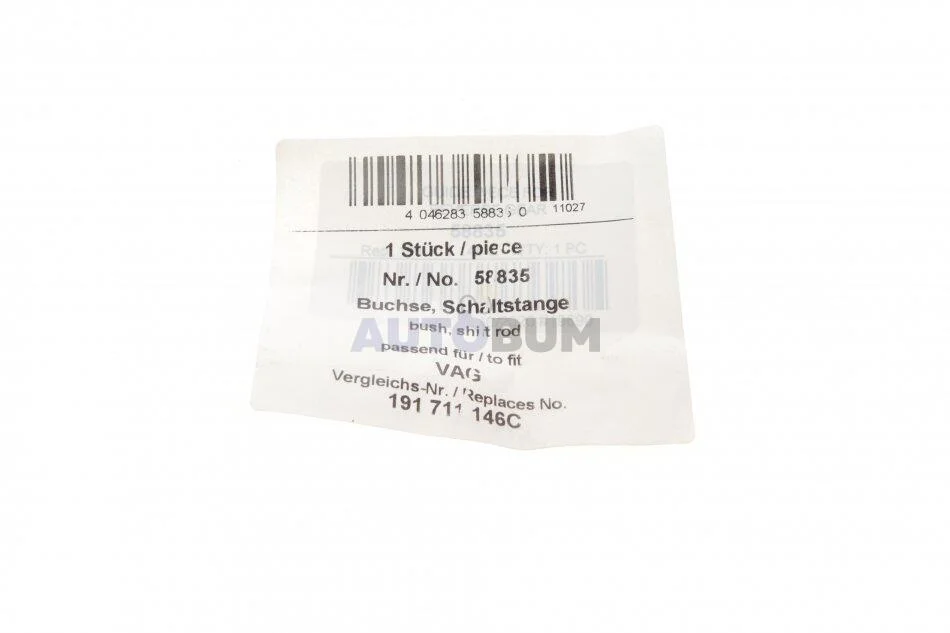 4 046283 58835 0 11027
1 Stück / piece
Nr. / No. 58835
Buchse, Schaltstange
bush, shift rod
AUTOBUM
passend für / to fit
VAG
Vergleichs-Nr. / Replaces No.
191 711 146C